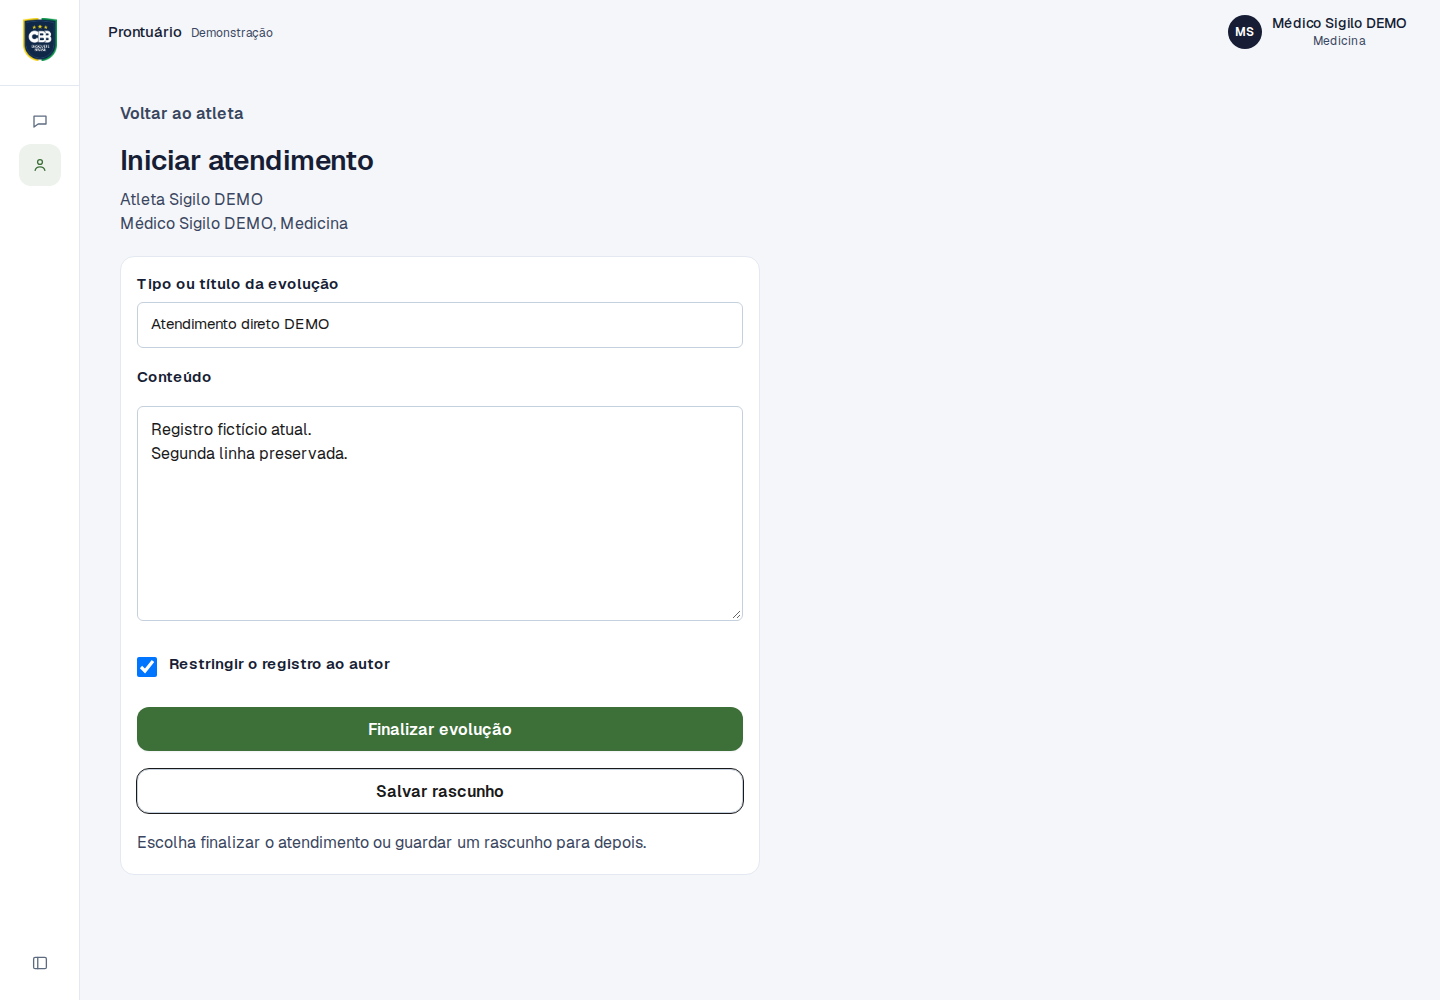 CBB
Prontuário Demonstração
MS
Médico Sigilo DEMO
Medicina
Voltar ao atleta
Iniciar atendimento
Atleta Sigilo DEMO
Médico Sigilo DEMO, Medicina
Tipo ou título da evolução
Atendimento direto DEMO
Conteúdo
Registro fictício atual.
Segunda linha preservada.
Restringir o registro ao autor
Finalizar evolução
Salvar rascunho
Escolha finalizar o atendimento ou guardar um rascunho para depois.